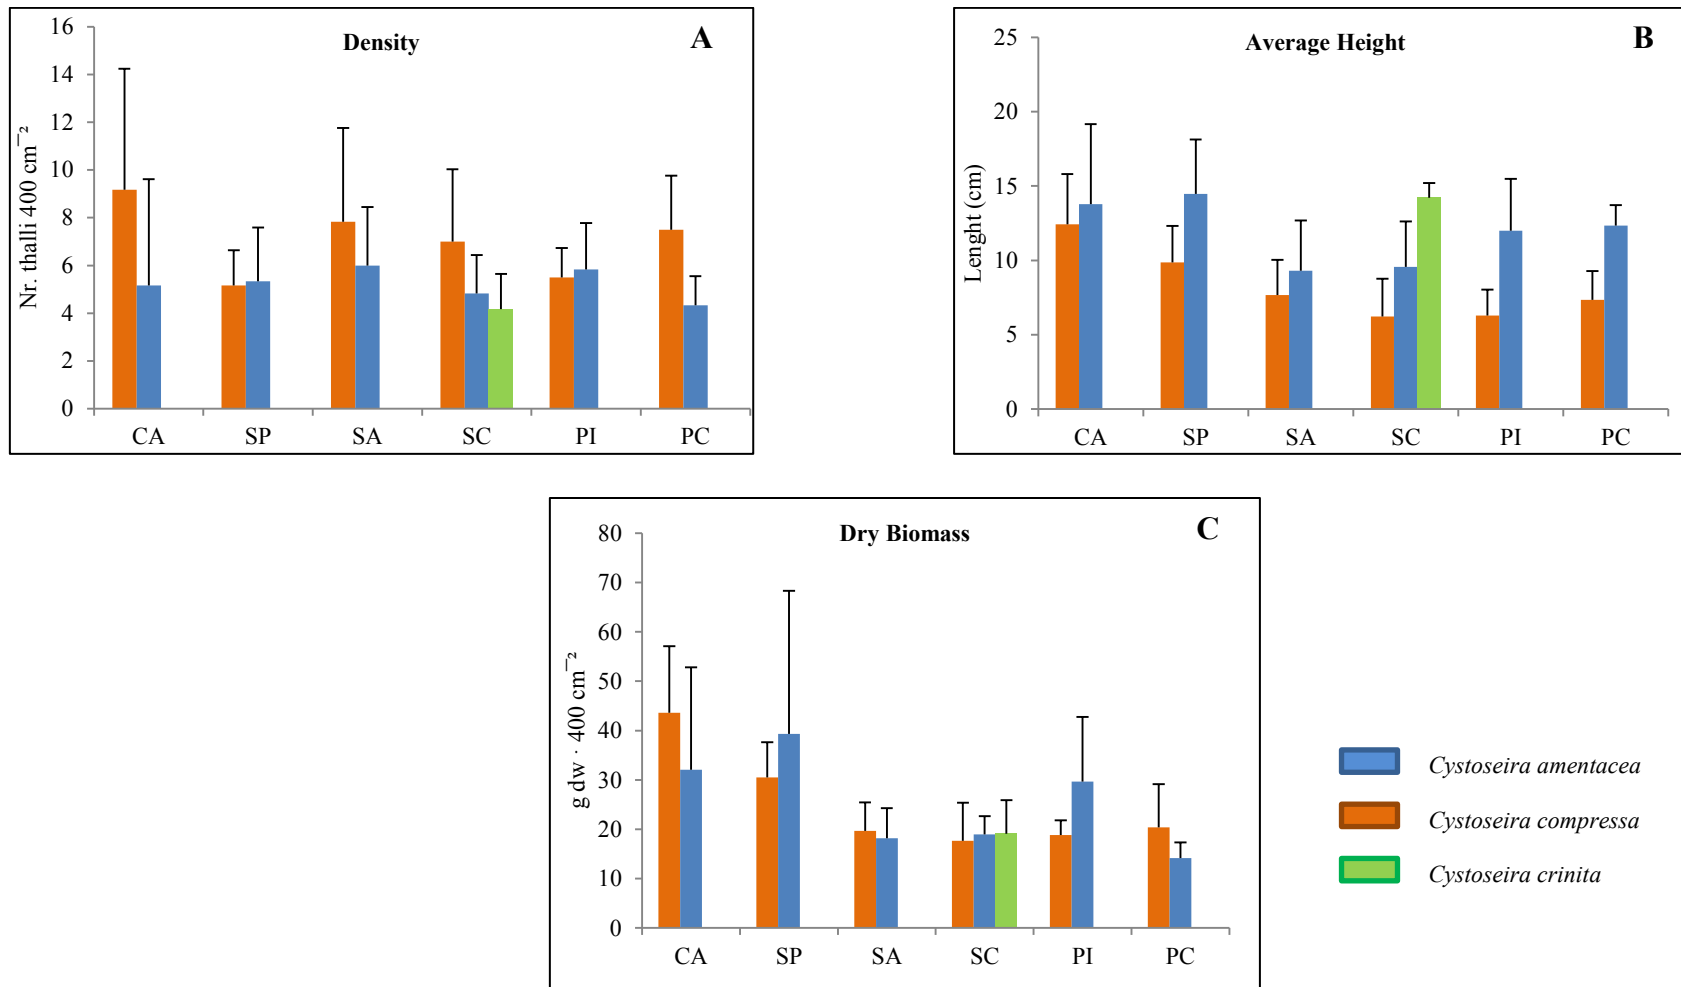 Density
A
Nr. thalli 400 cm⁻²
16
14
12
10
8
6
4
2
0
CA SP SA SC PI PC
Average Height
B
Lenght (cm)
25
20
15
10
5
0
CA SP SA SC PI PC
Dry Biomass
C
g dw · 400 cm⁻²
80
70
60
50
40
30
20
10
0
CA SP SA SC PI PC
Cystoseira amentacea
Cystoseira compressa
Cystoseira crinita